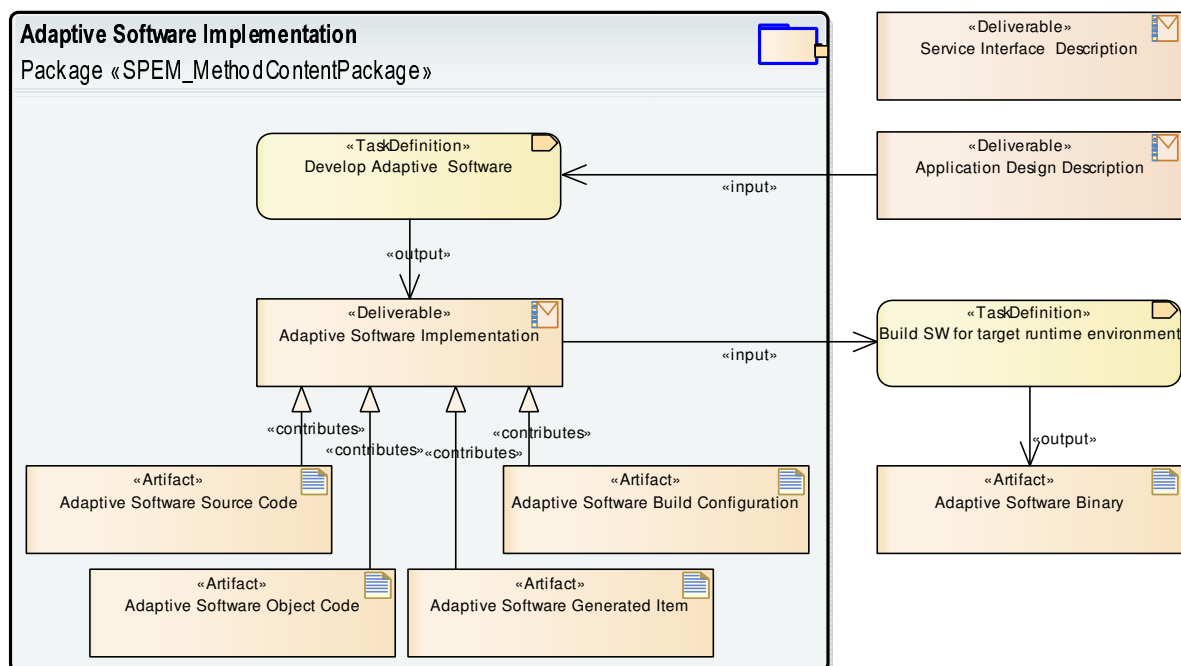 Adaptive Software Implementation
Package «SPEM_MethodContentPackage»
«Deliverable»
Service Interface Description
«TaskDefinition»
Develop Adaptive Software
«Deliverable»
Application Design Description
«input»
«output»
«Deliverable»
Adaptive Software Implementation
«TaskDefinition»
Build SW for target runtime environment
«input»
«contributes»
«contributes»
«contributes»
«contributes»
«output»
«Artifact»
Adaptive Software Source Code
«Artifact»
Adaptive Software Build Configuration
«Artifact»
Adaptive Software Binary
«Artifact»
Adaptive Software Object Code
«Artifact»
Adaptive Software Generated Item